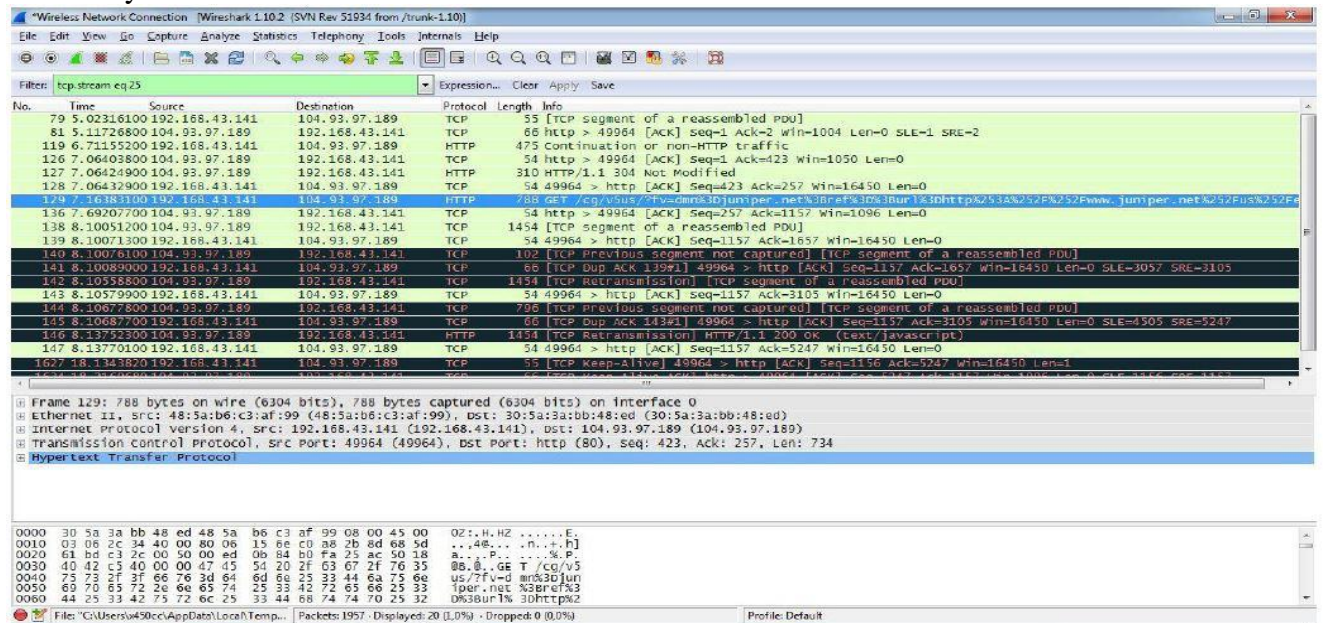 *Wireless Network Connection [Wireshark 1.10.2 (SVN Rev 51934 from /trunk-1.10)]
File Edit View Go Capture Analyze Statistics Telephony Tools Internals Help
Filter: tcp.stream eq 25 Expression... Clear Apply Save
No. Time Source Destination Protocol Length Info
79 5.02316100 192.168.43.141 104.93.97.189 TCP 55 [TCP segment of a reassembled PDU]
81 5.11726800 104.93.97.189 192.168.43.141 TCP 66 http > 49964 [ACK] Seq=1 Ack=2 Win=1004 Len=0 SLE=1 SRE=2
119 6.71155200 192.168.43.141 104.93.97.189 HTTP 475 Continuation or non-HTTP traffic
126 7.06403800 104.93.97.189 192.168.43.141 TCP 54 http > 49964 [ACK] Seq=1 Ack=423 Win=1050 Len=0
127 7.06424900 104.93.97.189 192.168.43.141 HTTP 310 HTTP/1.1 304 Not Modified
128 7.06432900 192.168.43.141 104.93.97.189 TCP 54 49964 > http [ACK] Seq=423 Ack=257 Win=16450 Len=0
129 7.16383100 192.168.43.141 104.93.97.189 HTTP 788 GET /cg/v5us/?fv=dmn%3Djuniper.net%3Bref%3D%3Burl%3Dhttp%253A%252F%252Fwww.juniper.net%252Fus%252Fe
136 7.69207700 104.93.97.189 192.168.43.141 TCP 54 http > 49964 [ACK] Seq=257 Ack=1157 Win=1096 Len=0
138 8.10051200 104.93.97.189 192.168.43.141 TCP 1454 [TCP segment of a reassembled PDU]
139 8.10071300 192.168.43.141 104.93.97.189 TCP 54 49964 > http [ACK] Seq=1157 Ack=1657 Win=16450 Len=0
140 8.10076100 104.93.97.189 192.168.43.141 TCP 102 [TCP Previous segment not captured] [TCP segment of a reassembled PDU]
141 8.10089000 192.168.43.141 104.93.97.189 TCP 66 [TCP Dup ACK 139#1] 49964 > http [ACK] Seq=1157 Ack=1657 Win=16450 Len=0 SLE=3057 SRE=3105
142 8.10558800 104.93.97.189 192.168.43.141 TCP 1454 [TCP Retransmission] [TCP segment of a reassembled PDU]
143 8.10579900 192.168.43.141 104.93.97.189 TCP 54 49964 > http [ACK] Seq=1157 Ack=3105 Win=16450 Len=0
144 8.10677800 104.93.97.189 192.168.43.141 TCP 796 [TCP Previous segment not captured] [TCP segment of a reassembled PDU]
145 8.10687700 192.168.43.141 104.93.97.189 TCP 66 [TCP Dup ACK 143#1] 49964 > http [ACK] Seq=1157 Ack=3105 Win=16450 Len=0 SLE=4505 SRE=5247
146 8.13752300 104.93.97.189 192.168.43.141 HTTP 1454 [TCP Retransmission] HTTP/1.1 200 OK (text/javascript)
147 8.13770100 192.168.43.141 104.93.97.189 TCP 54 49964 > http [ACK] Seq=1157 Ack=5247 Win=16450 Len=0
1627 18.1343820 192.168.43.141 104.93.97.189 TCP 55 [TCP Keep-Alive] 49964 > http [ACK] Seq=1156 Ack=5247 Win=16450 Len=1
Frame 129: 788 bytes on wire (6304 bits), 788 bytes captured (6304 bits) on interface 0
Ethernet II, Src: 48:5a:b6:c3:af:99 (48:5a:b6:c3:af:99), Dst: 30:5a:3a:bb:48:ed (30:5a:3a:bb:48:ed)
Internet Protocol Version 4, Src: 192.168.43.141 (192.168.43.141), Dst: 104.93.97.189 (104.93.97.189)
Transmission Control Protocol, Src Port: 49964 (49964), Dst Port: http (80), Seq: 423, Ack: 257, Len: 734
Hypertext Transfer Protocol
0000 30 5a 3a bb 48 ed 48 5a b6 c3 af 99 08 00 45 00 0Z:.H.HZ ......E.
0010 03 06 2c 34 40 00 80 06 15 6e c0 a8 2b 8d 68 5d ..,4@... .n..+.h]
0020 61 bd c3 2c 00 50 00 ed 0b 84 b0 fa 25 ac 50 18 a..,.P.. ....%.P.
0030 40 42 c5 40 00 00 47 45 54 20 2f 63 67 2f 76 35 @B.@..GE T /cg/v5
0040 75 73 2f 3f 66 76 3d 64 6d 6e 25 33 44 6a 75 6e us/?fv=d mn%3Djun
0050 69 70 65 72 2e 6e 65 74 25 33 42 72 65 66 25 33 iper.net %3Bref%3
0060 44 25 33 42 75 72 6c 25 33 44 68 74 74 70 25 32 D%3Burl% 3Dhttp%2
File: "C:\Users\x450cc\AppData\Local\Temp... Packets: 1957 · Displayed: 20 (1,0%) · Dropped: 0 (0,0%) Profile: Default